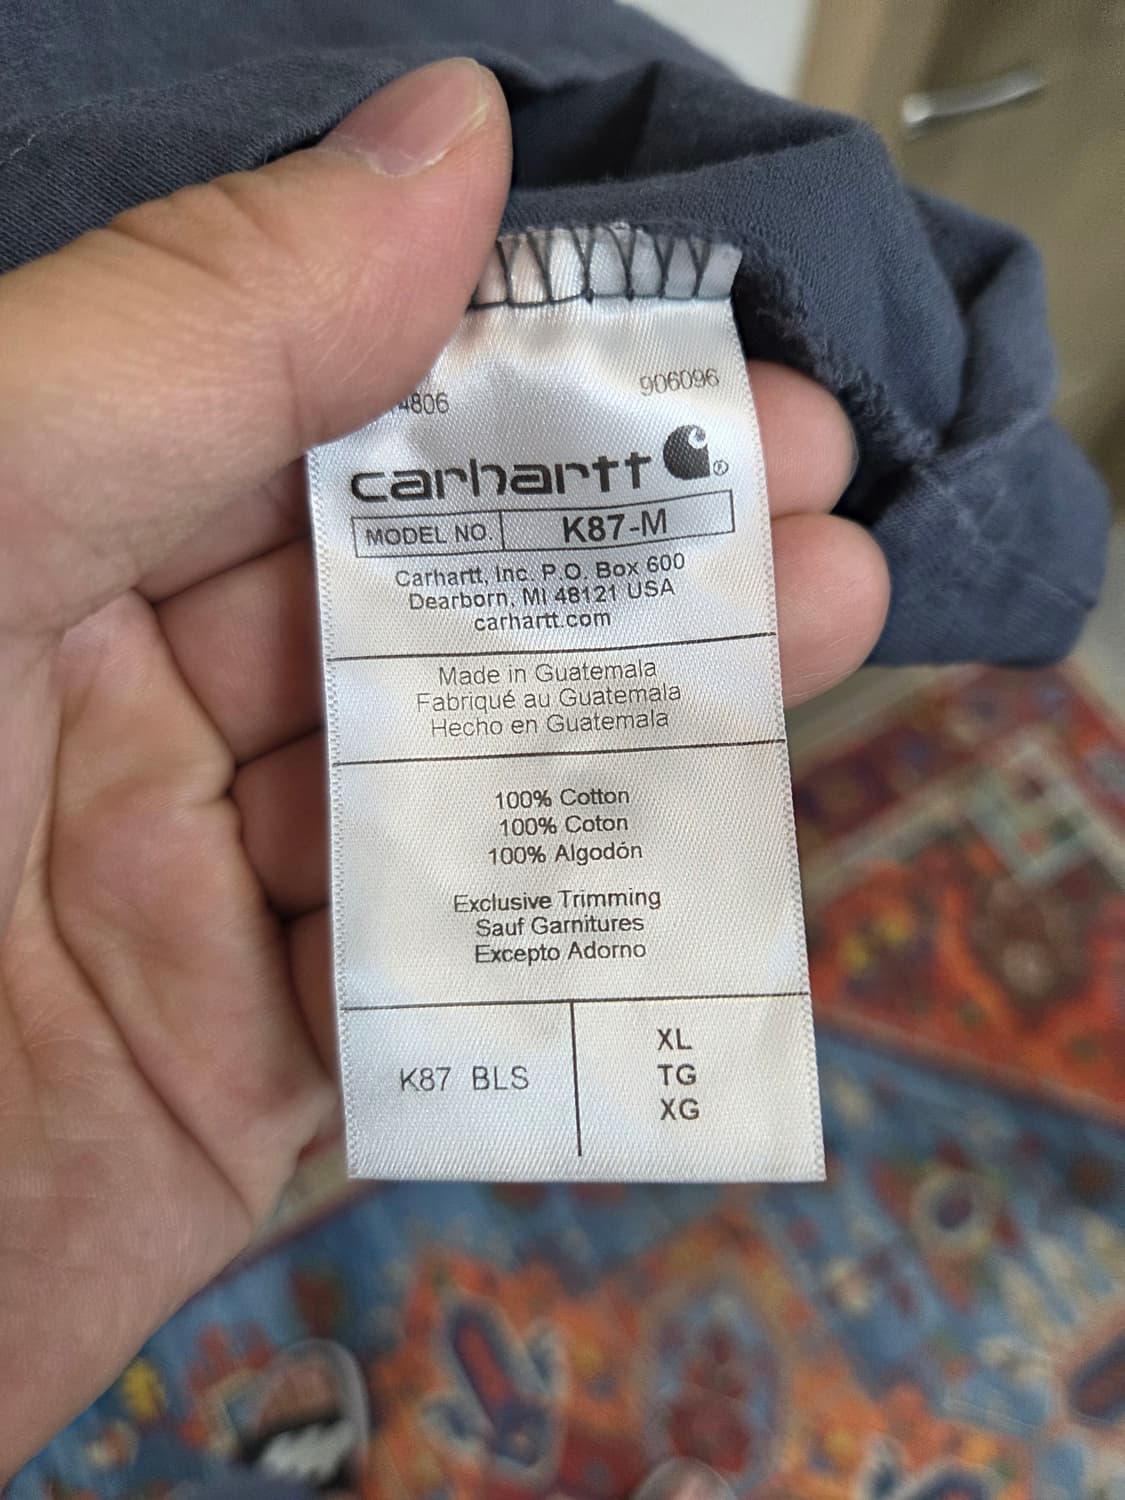 4806
906096
carhartt ®
MODEL NO. K87-M
Carhartt, Inc. P.O. Box 600
Dearborn, MI 48121 USA
carhartt.com
Made in Guatemala
Fabriqué au Guatemala
Hecho en Guatemala
100% Cotton
100% Coton
100% Algodón
Exclusive Trimming
Sauf Garnitures
Excepto Adorno
K87 BLS
XL
TG
XG